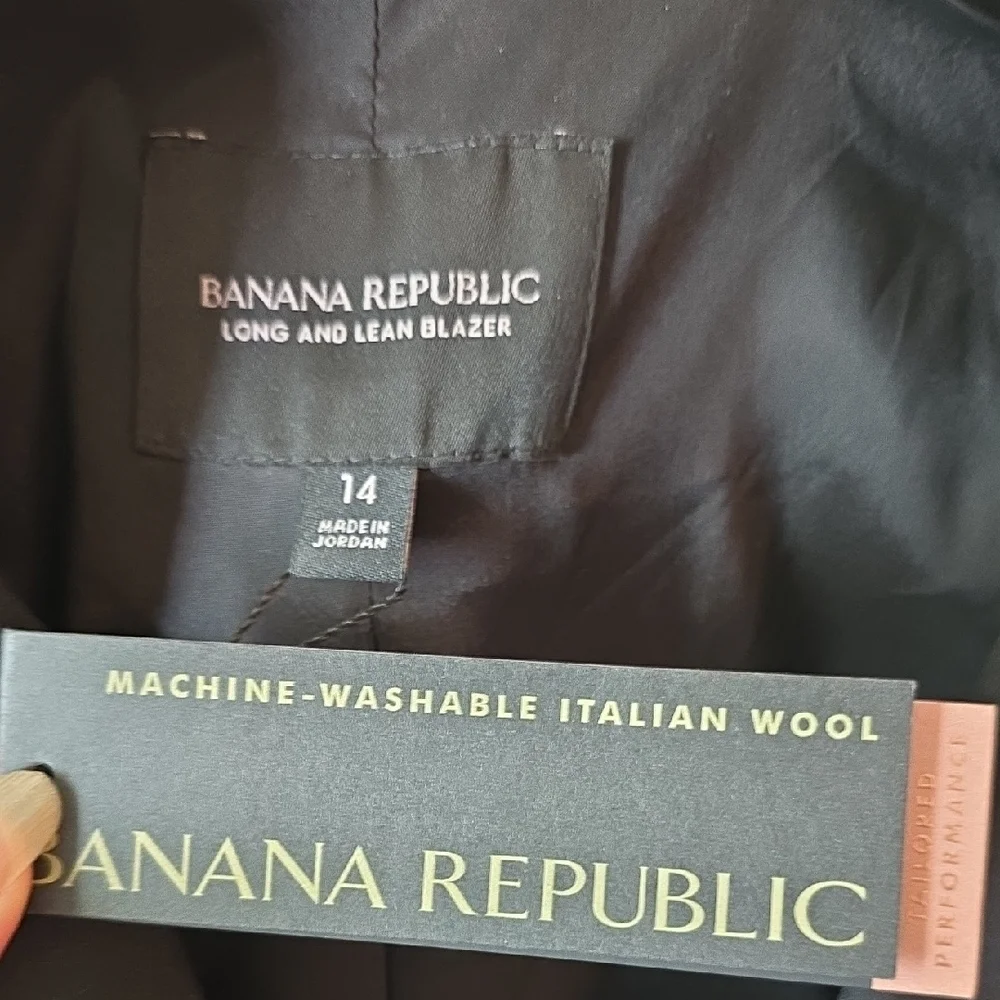 BANANA REPUBLIC
LONG AND LEAN BLAZER
14
MADE IN
JORDAN
MACHINE-WASHABLE ITALIAN WOOL
BANANA REPUBLIC
TAILORED
PERFORMANCE